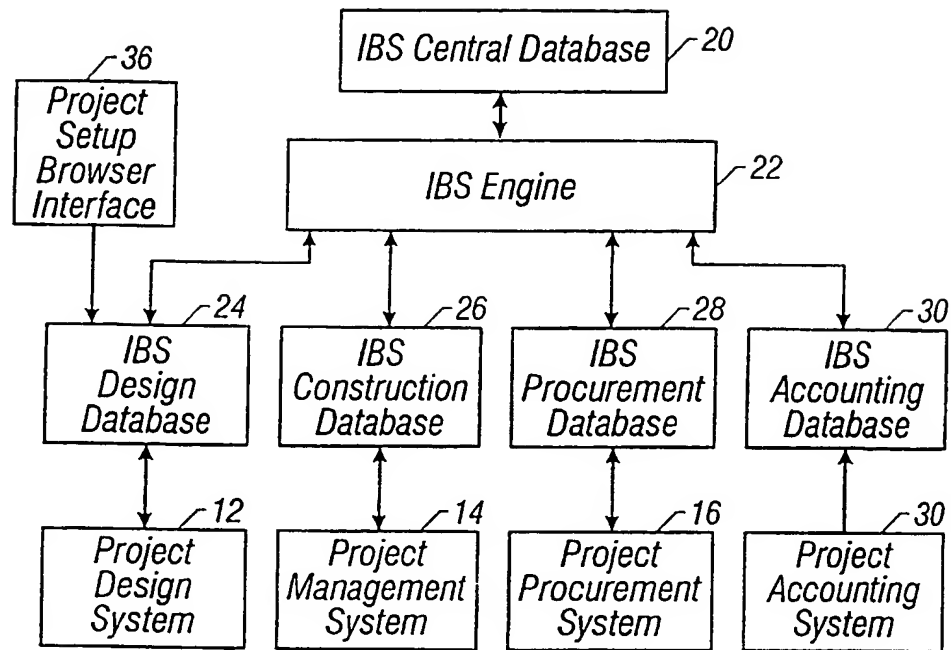 20
IBS Central Database
36
Project
Setup
Browser
Interface
22
IBS Engine
24
IBS
Design
Database
26
IBS
Construction
Database
28
IBS
Procurement
Database
30
IBS
Accounting
Database
12
Project
Design
System
14
Project
Management
System
16
Project
Procurement
System
30
Project
Accounting
System